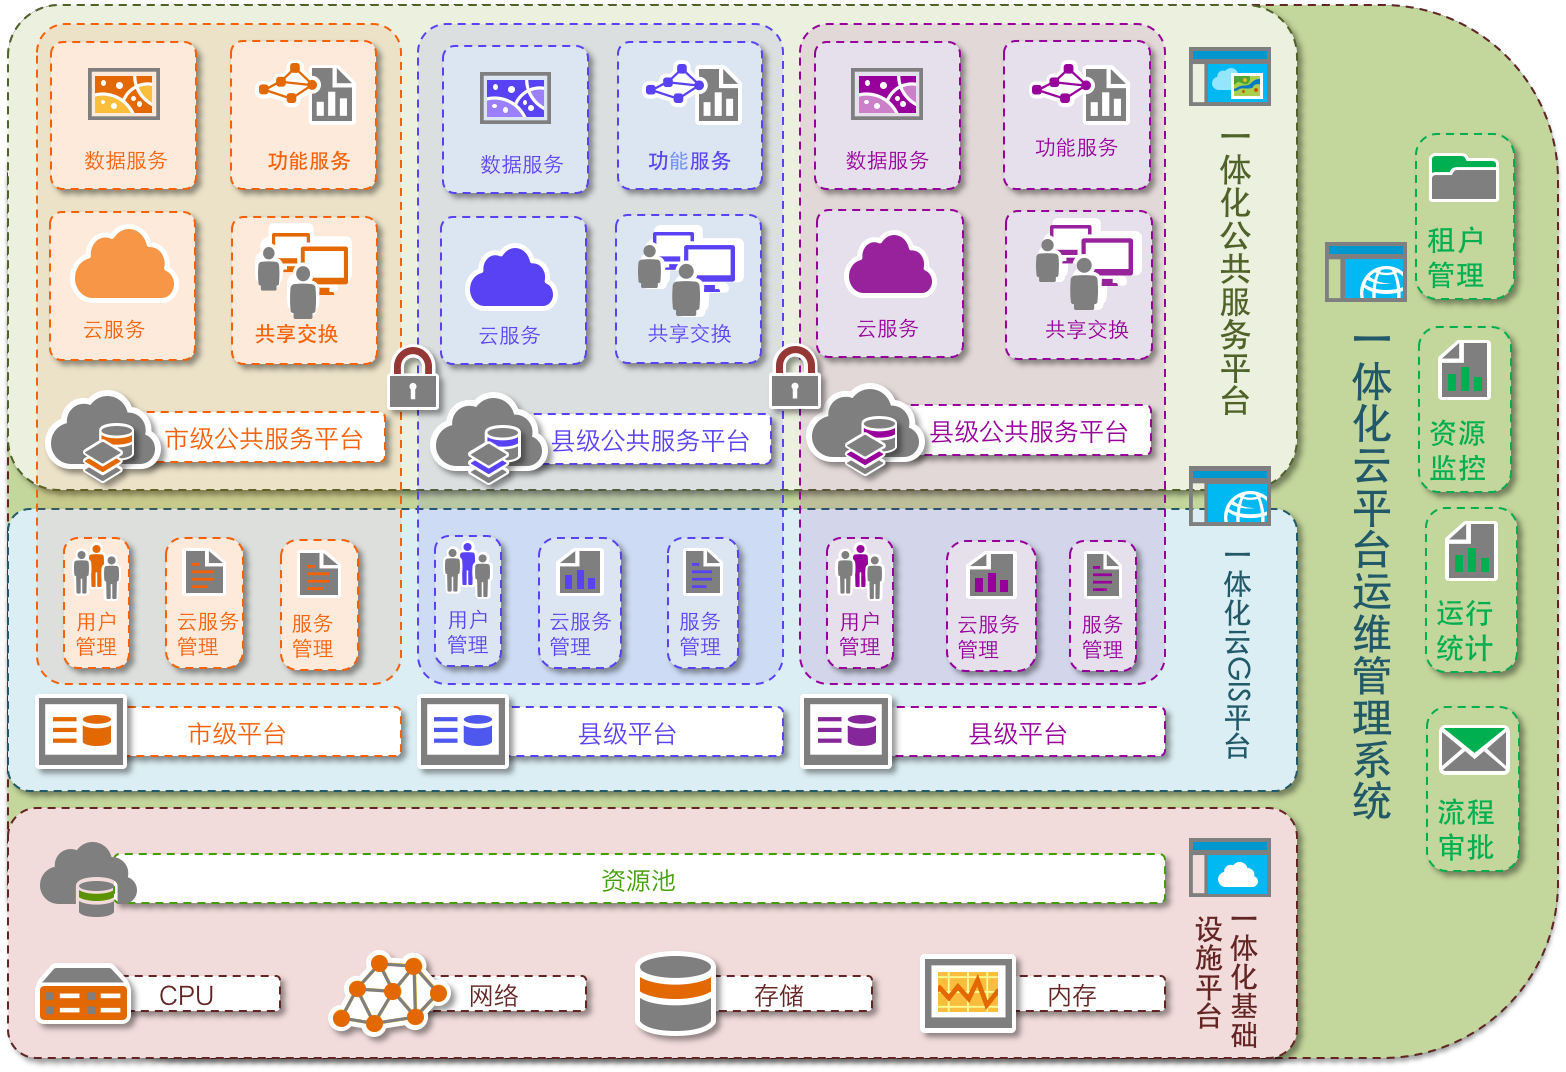 数据服务
功能服务
云服务
共享交换
市级公共服务平台
数据服务
功能服务
云服务
共享交换
县级公共服务平台
数据服务
功能服务
云服务
共享交换
县级公共服务平台
一体化公共服务平台
用户
管理
云服务
管理
服务
管理
市级平台
用户
管理
云服务
管理
服务
管理
县级平台
用户
管理
云服务
管理
服务
管理
县级平台
一体化云GIS平台
资源池
CPU
网络
存储
内存
一体化基础
设施平台
一体化云平台运维管理系统
租户
管理
资源
监控
运行
统计
流程
审批